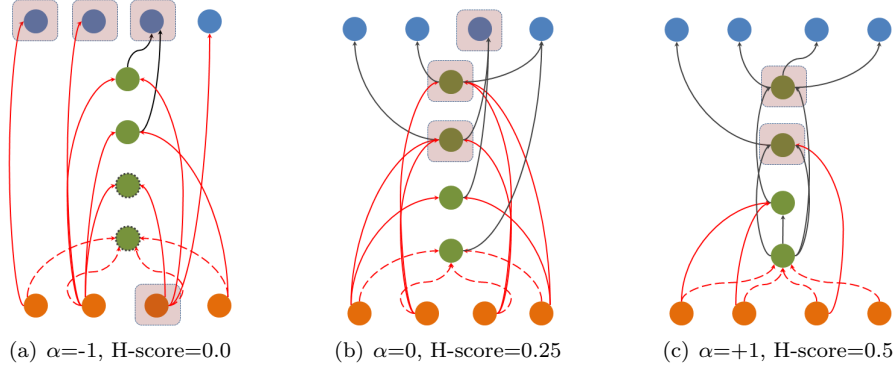 (a) α=-1, H-score=0.0
(b) α=0, H-score=0.25
(c) α=+1, H-score=0.5